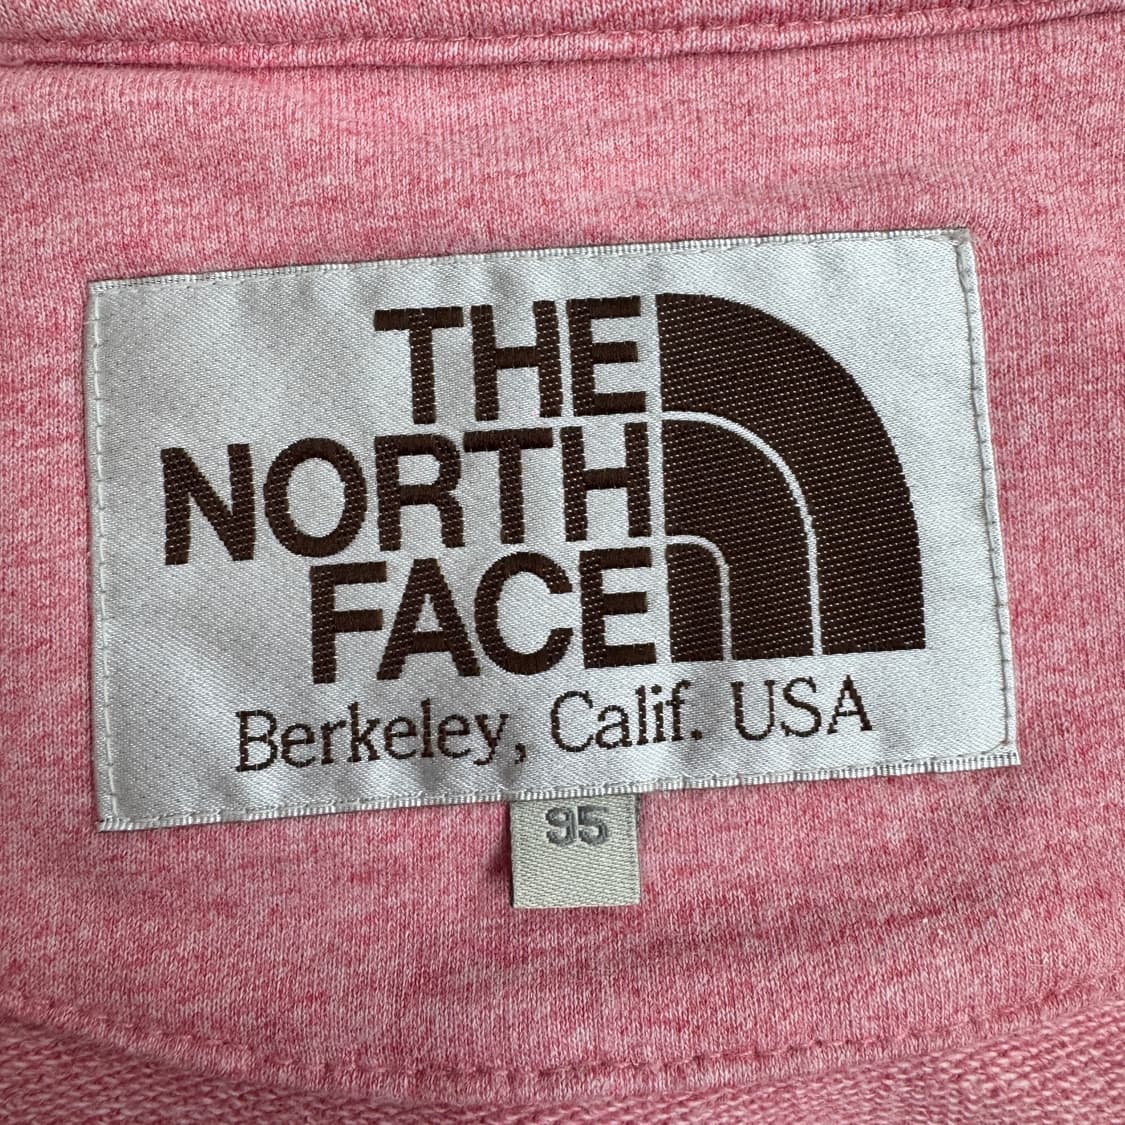 THE
NORTH
FACE
Berkeley, Calif. USA
95